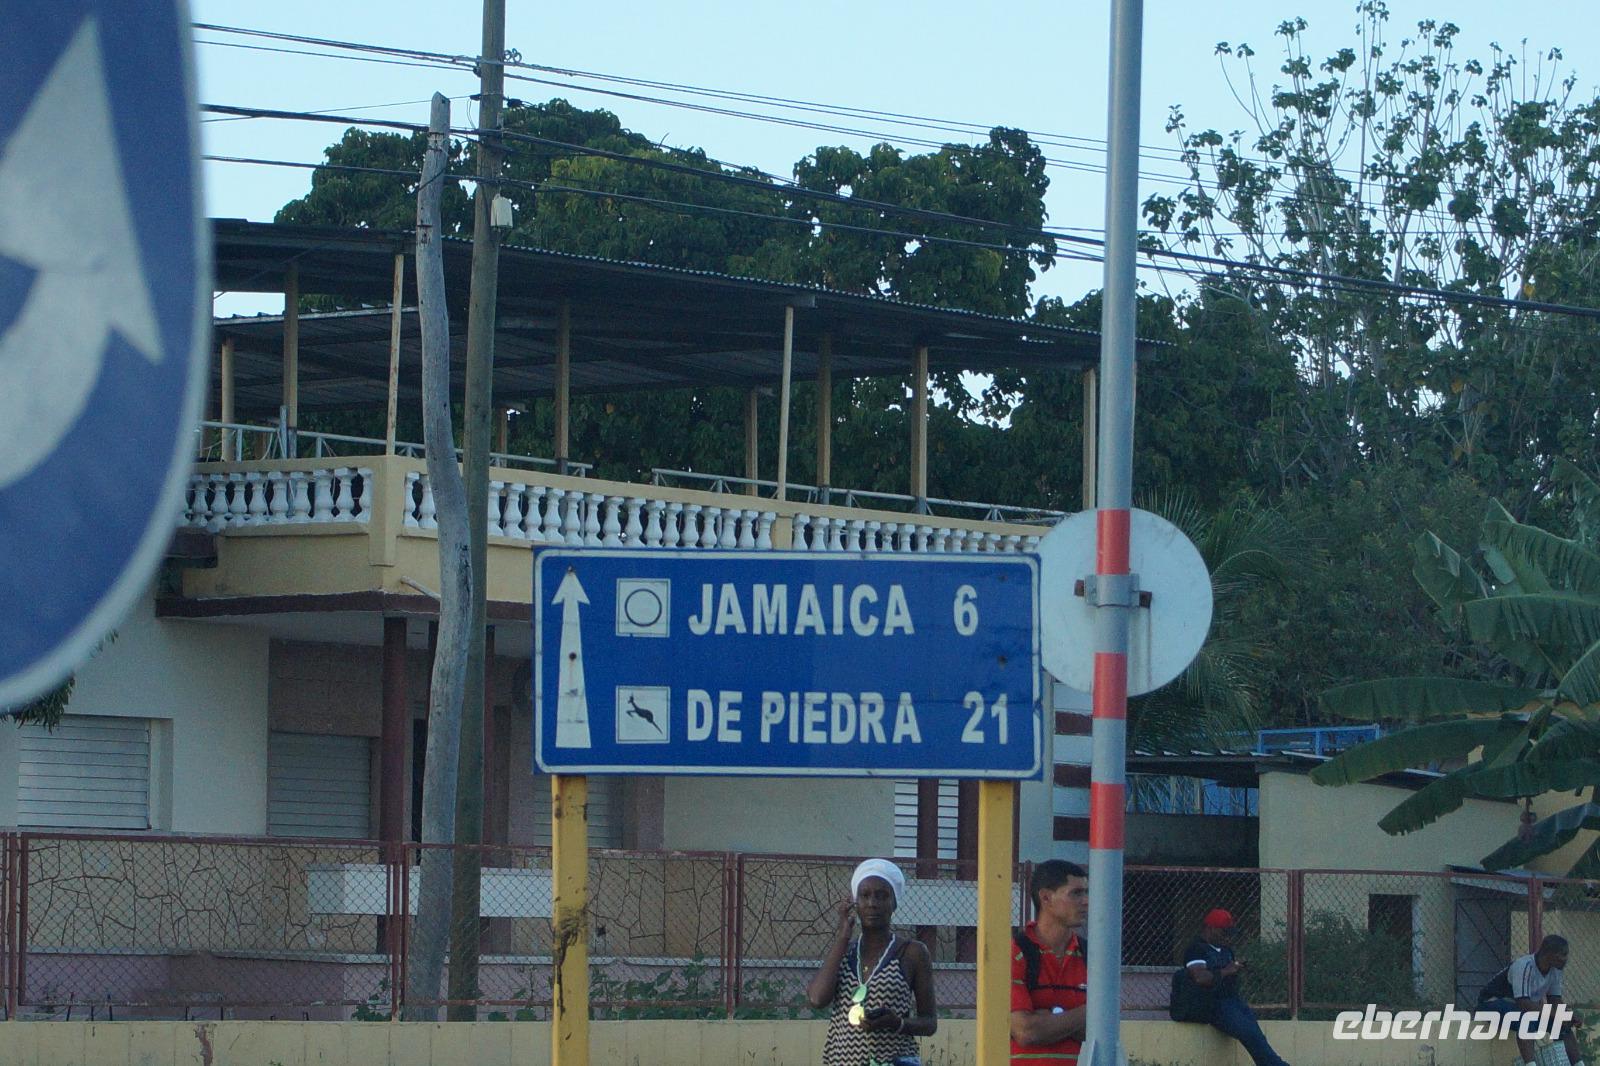 JAMAICA 6
DE PIEDRA 21
eberhardt